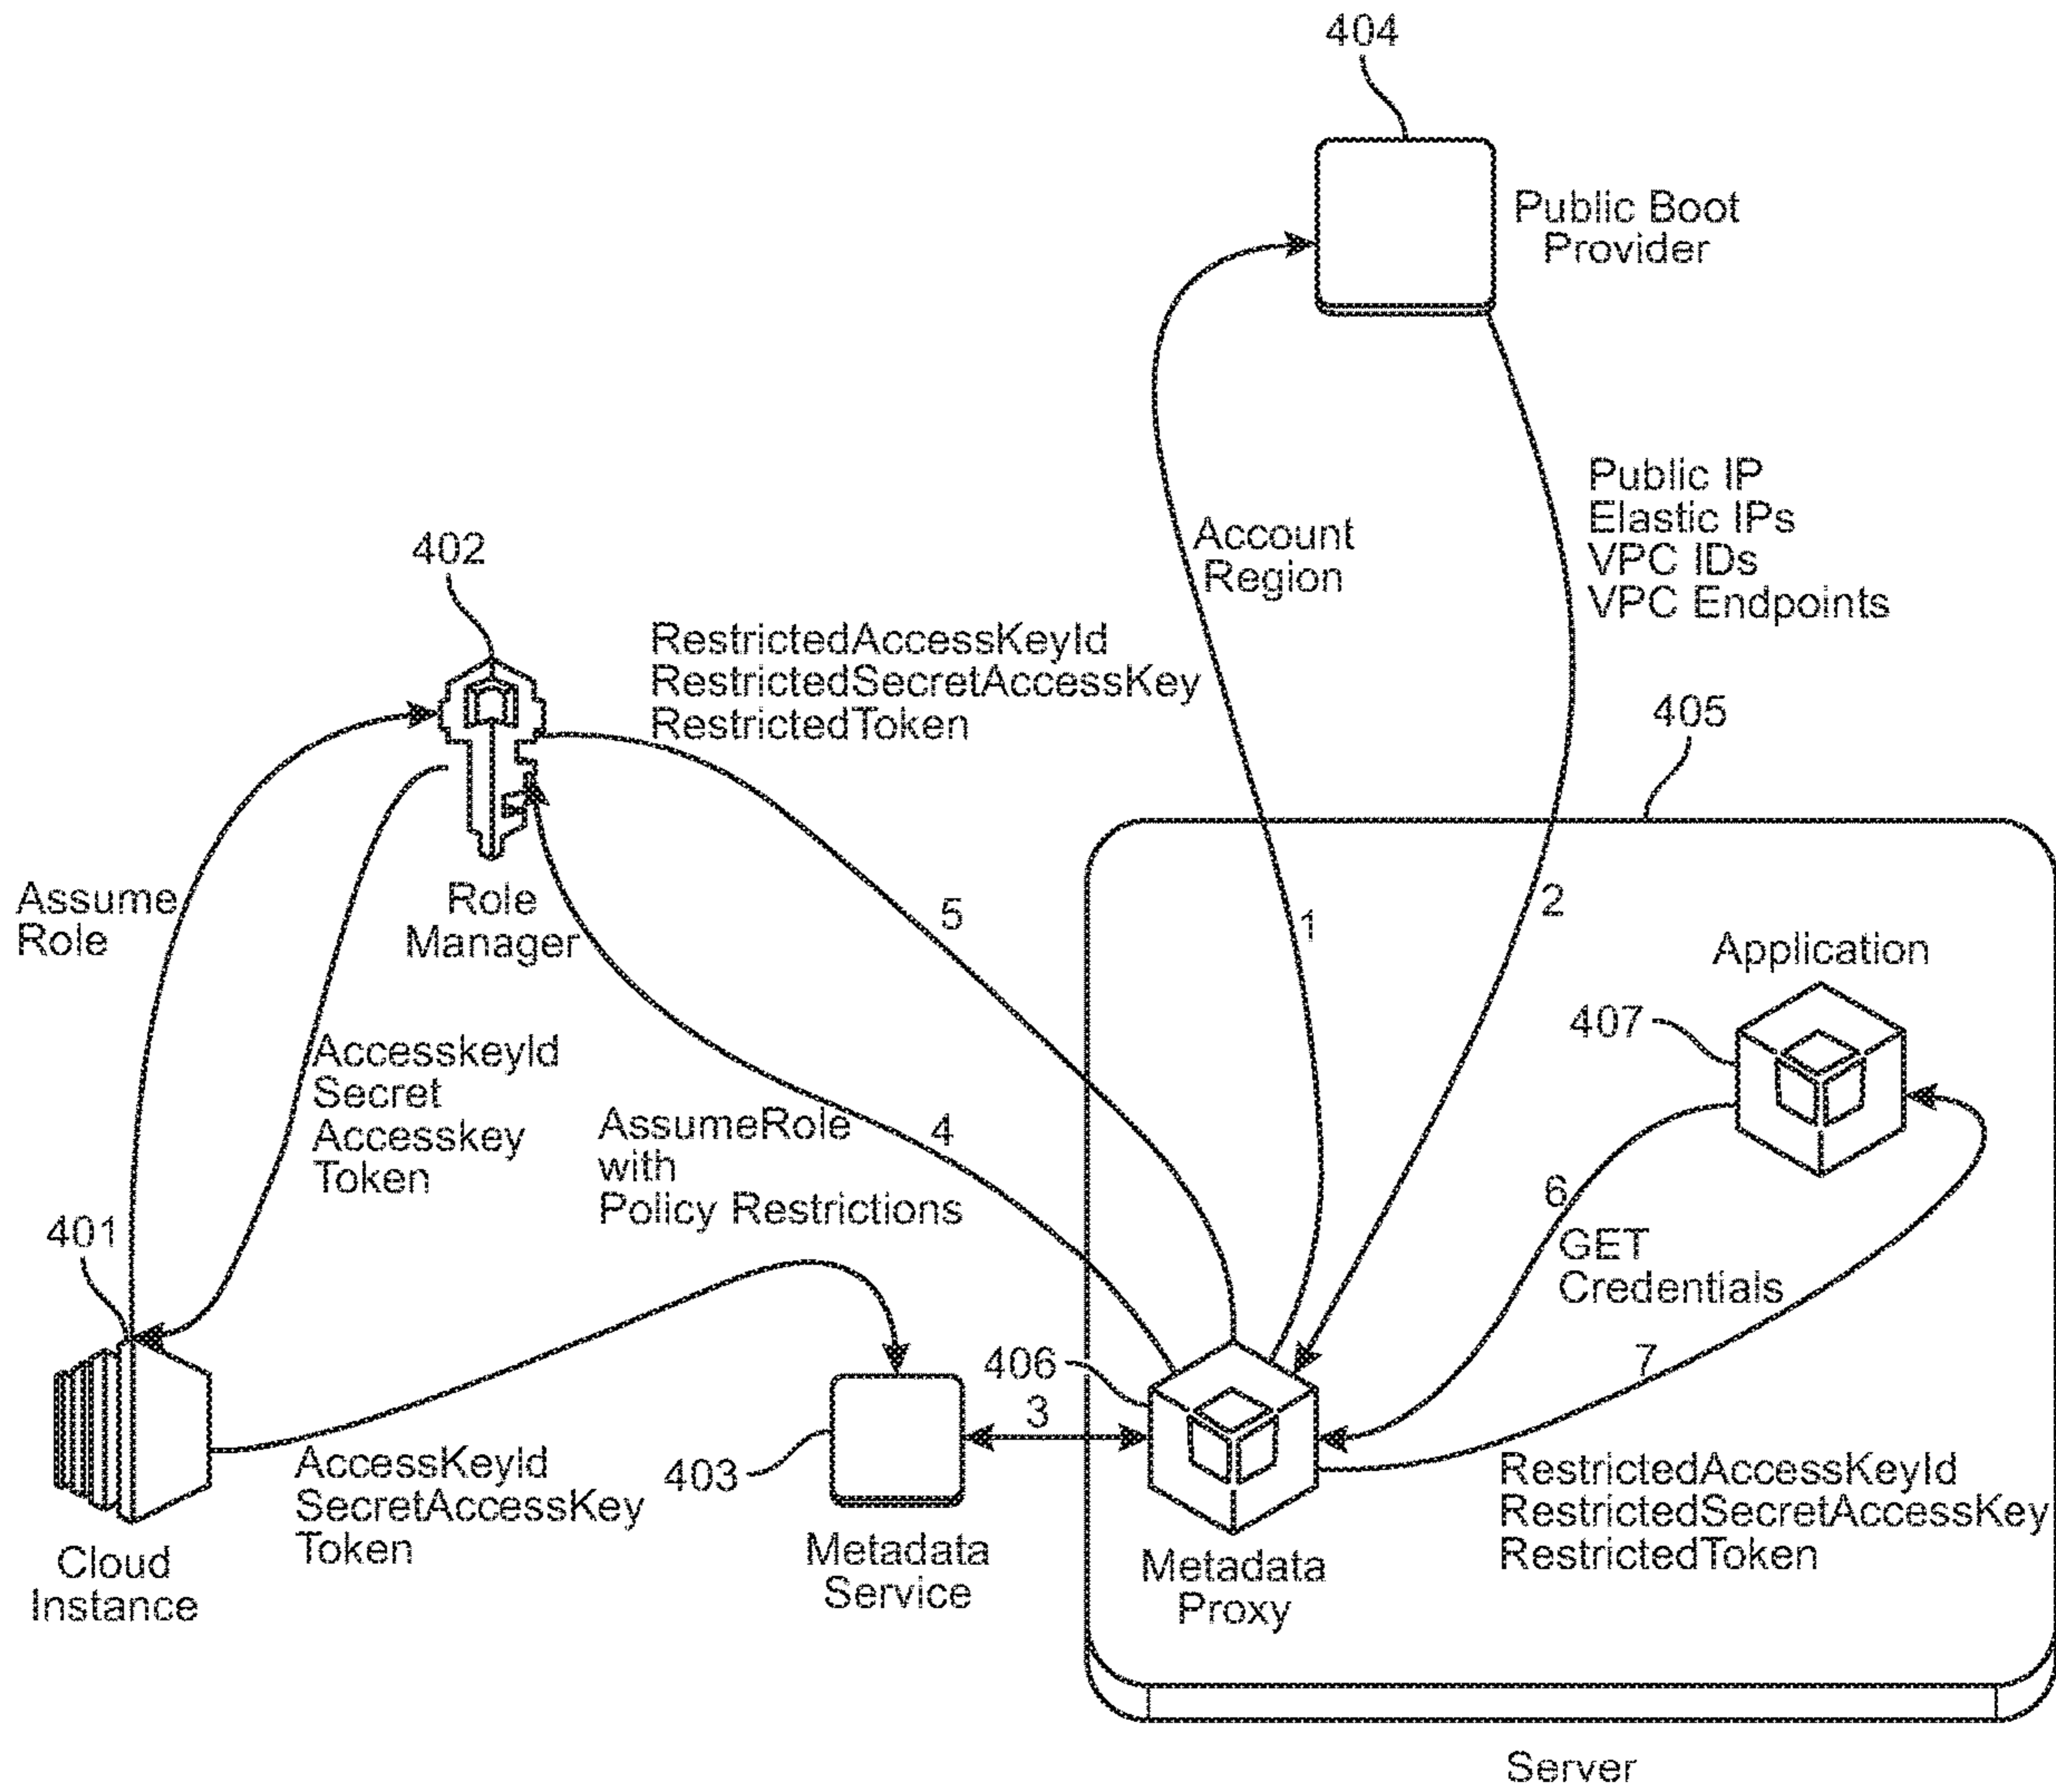 404
Public Boot
Provider
Account
Region
Public IP
Elastic IPs
VPC IDs
VPC Endpoints
402
RestrictedAccessKeyId
RestrictedSecretAccessKey
RestrictedToken
405
Assume
Role
Role
Manager
5
1
2
Application
407
AccesskeyId
Secret
Accesskey
Token
AssumeRole
with
Policy Restrictions
4
6
GET
Credentials
401
406
7
3
403
AccessKeyId
SecretAccessKey
Token
RestrictedAccessKeyId
RestrictedSecretAccessKey
RestrictedToken
Cloud
Instance
Metadata
Service
Metadata
Proxy
Server